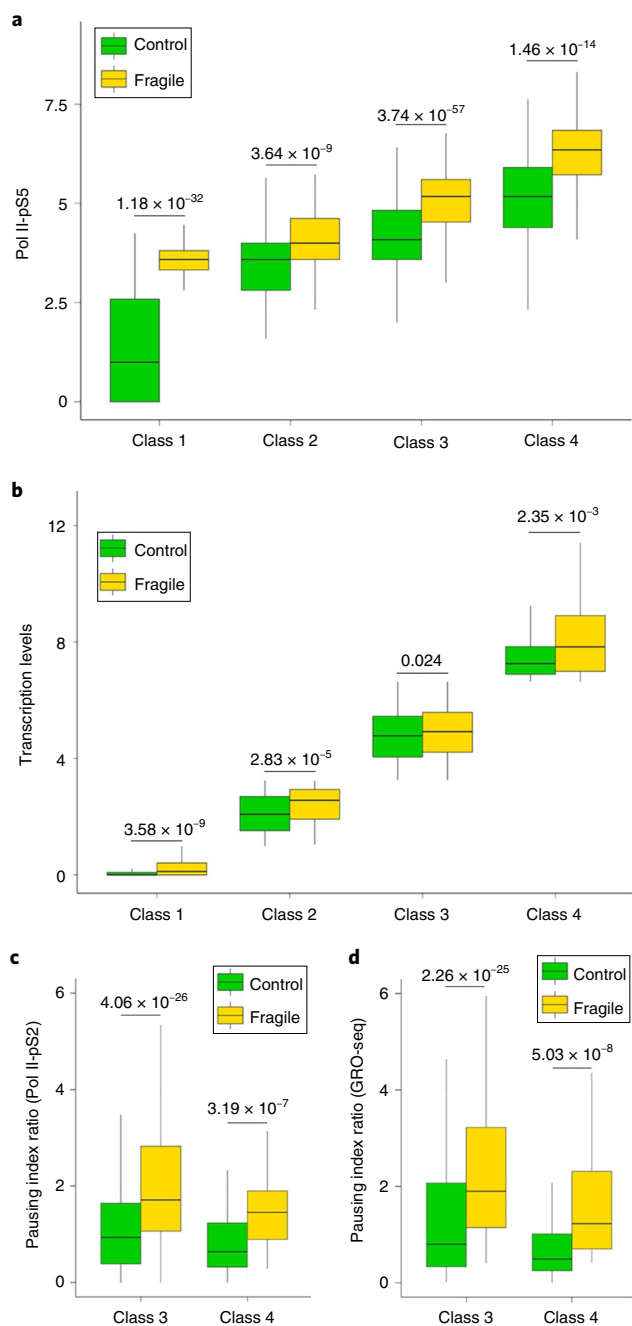 a
Control
Fragile
1.46 × 10⁻¹⁴
3.74 × 10⁻⁵⁷
3.64 × 10⁻⁹
1.18 × 10⁻³²
7.5
5
2.5
0
Pol II-pS5
Class 1 Class 2 Class 3 Class 4
b
Control
Fragile
2.35 × 10⁻³
0.024
2.83 × 10⁻⁵
3.58 × 10⁻⁹
12
8
4
0
Transcription levels
Class 1 Class 2 Class 3 Class 4
c
Control
Fragile
4.06 × 10⁻²⁶
3.19 × 10⁻⁷
6
4
2
0
Pausing index ratio (Pol II-pS2)
Class 3 Class 4
d
Control
Fragile
2.26 × 10⁻²⁵
5.03 × 10⁻⁸
6
4
2
0
Pausing index ratio (GRO-seq)
Class 3 Class 4